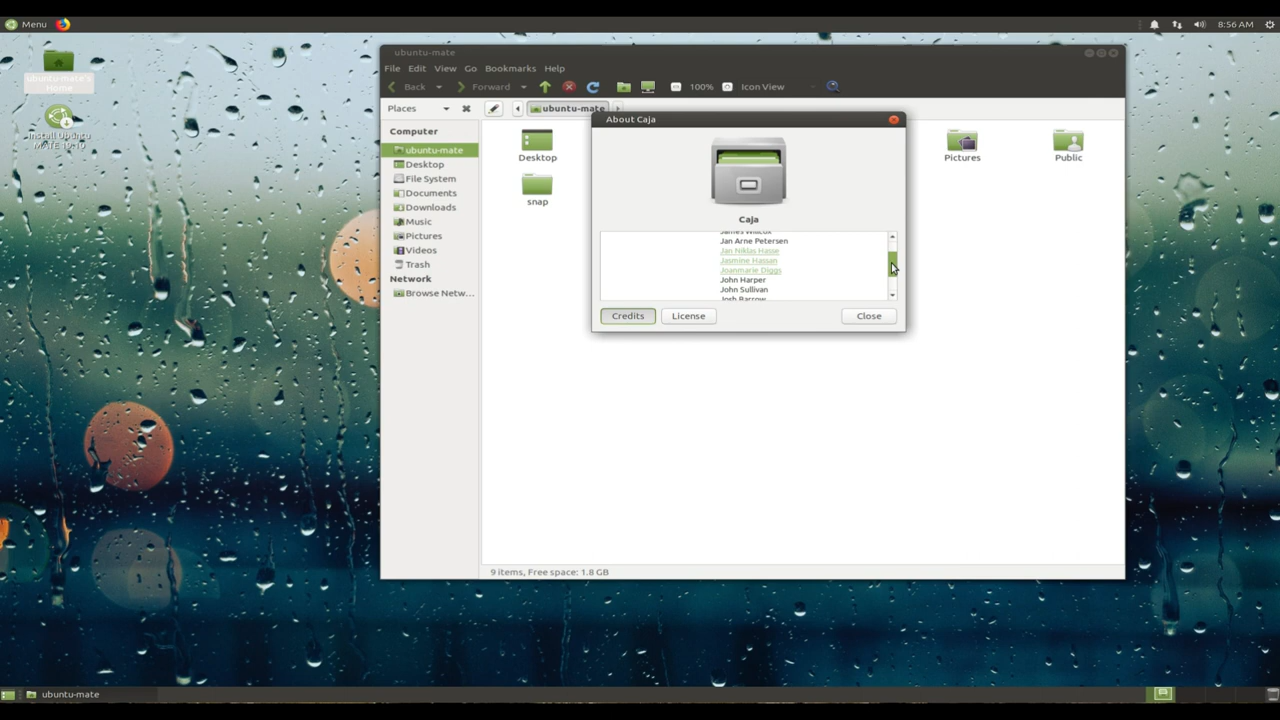 Menu
8:56 AM
ubuntu-mate's
Home
Install Ubuntu
MATE 19.10
ubuntu-mate
File Edit View Go Bookmarks Help
Back Forward 100% Icon View
Places ubuntu-mate
Computer
ubuntu-mate
Desktop
File System
Documents
Downloads
Music
Pictures
Videos
Trash
Network
Browse Netw...
Desktop
Pictures
Public
snap
About Caja
Caja
James Willcox
Jan Arne Petersen
Jan Niklas Hasse
Jasmine Hassan
Joanmarie Diggs
John Harper
John Sullivan
Josh Barrow
Credits License Close
9 items, Free space: 1.8 GB
ubuntu-mate